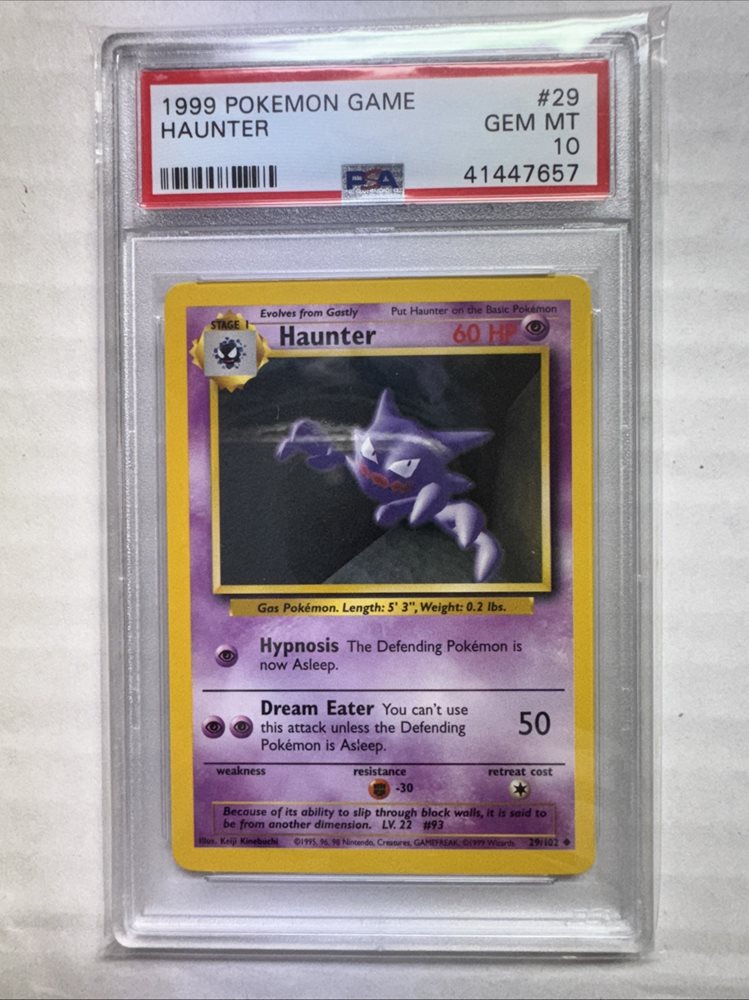 1999 POKEMON GAME #29
HAUNTER GEM MT
10
PSA 41447657
Evolves from Gastly Put Haunter on the Basic Pokémon
STAGE 1 Haunter 60 HP
Gas Pokémon. Length: 5' 3", Weight: 0.2 lbs.
Hypnosis The Defending Pokémon is
now Asleep.
Dream Eater You can't use
this attack unless the Defending 50
Pokémon is Asleep.
weakness resistance retreat cost
-30
Because of its ability to slip through block walls, it is said to
be from another dimension. LV. 22 #93
Illus. Keiji Kinebuchi ©1995, 96, 98 Nintendo, Creatures, GAMEFREAK. ©1999 Wizards. 29/102